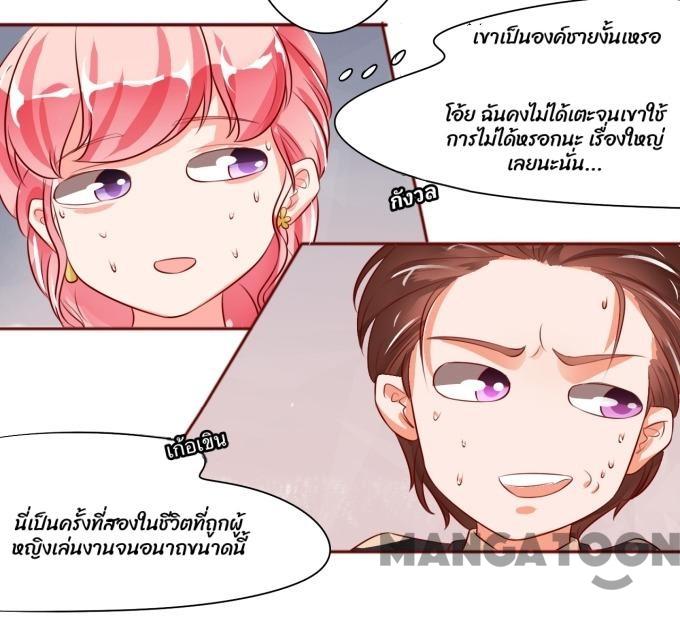 เขาเป็นองค์ชายงั้นเหรอ
โอ้ย ฉันคงไม่ได้เตะจนเขาใช้
การไม่ได้หรอกนะ เรื่องใหญ่
เลยนะนั่น...
กังวล
เก้อเขิน
นี่เป็นครั้งที่สองในชีวิตที่ถูกผู้
หญิงเล่นงานจนอนาถขนาดนี้
MANGATOON